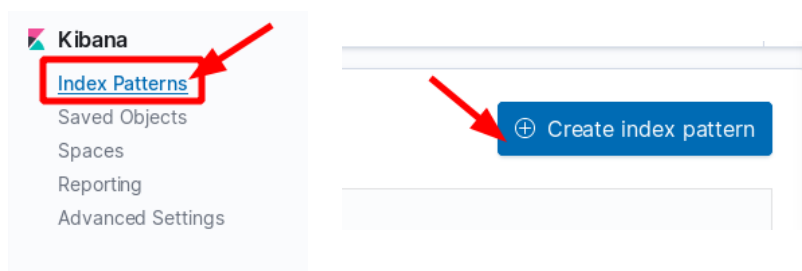 Kibana
Index Patterns
Saved Objects
Spaces
Reporting
Advanced Settings
Create index pattern